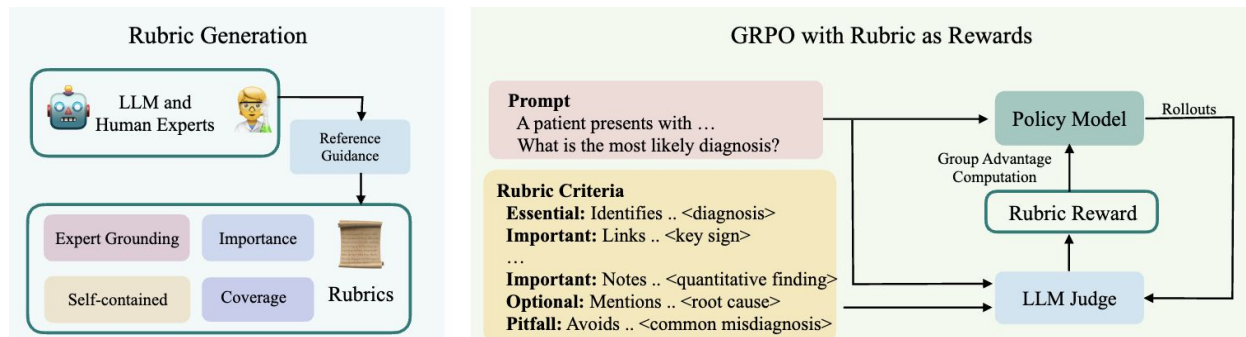 Rubric Generation
LLM and
Human Experts
Reference
Guidance
Expert Grounding
Importance
Self-contained
Coverage
Rubrics
GRPO with Rubric as Rewards
Prompt
A patient presents with …
What is the most likely diagnosis?
Rubric Criteria
Essential: Identifies .. <diagnosis>
Important: Links .. <key sign>
…
Important: Notes .. <quantitative finding>
Optional: Mentions .. <root cause>
Pitfall: Avoids .. <common misdiagnosis>
Policy Model
Rollouts
Group Advantage
Computation
Rubric Reward
LLM Judge